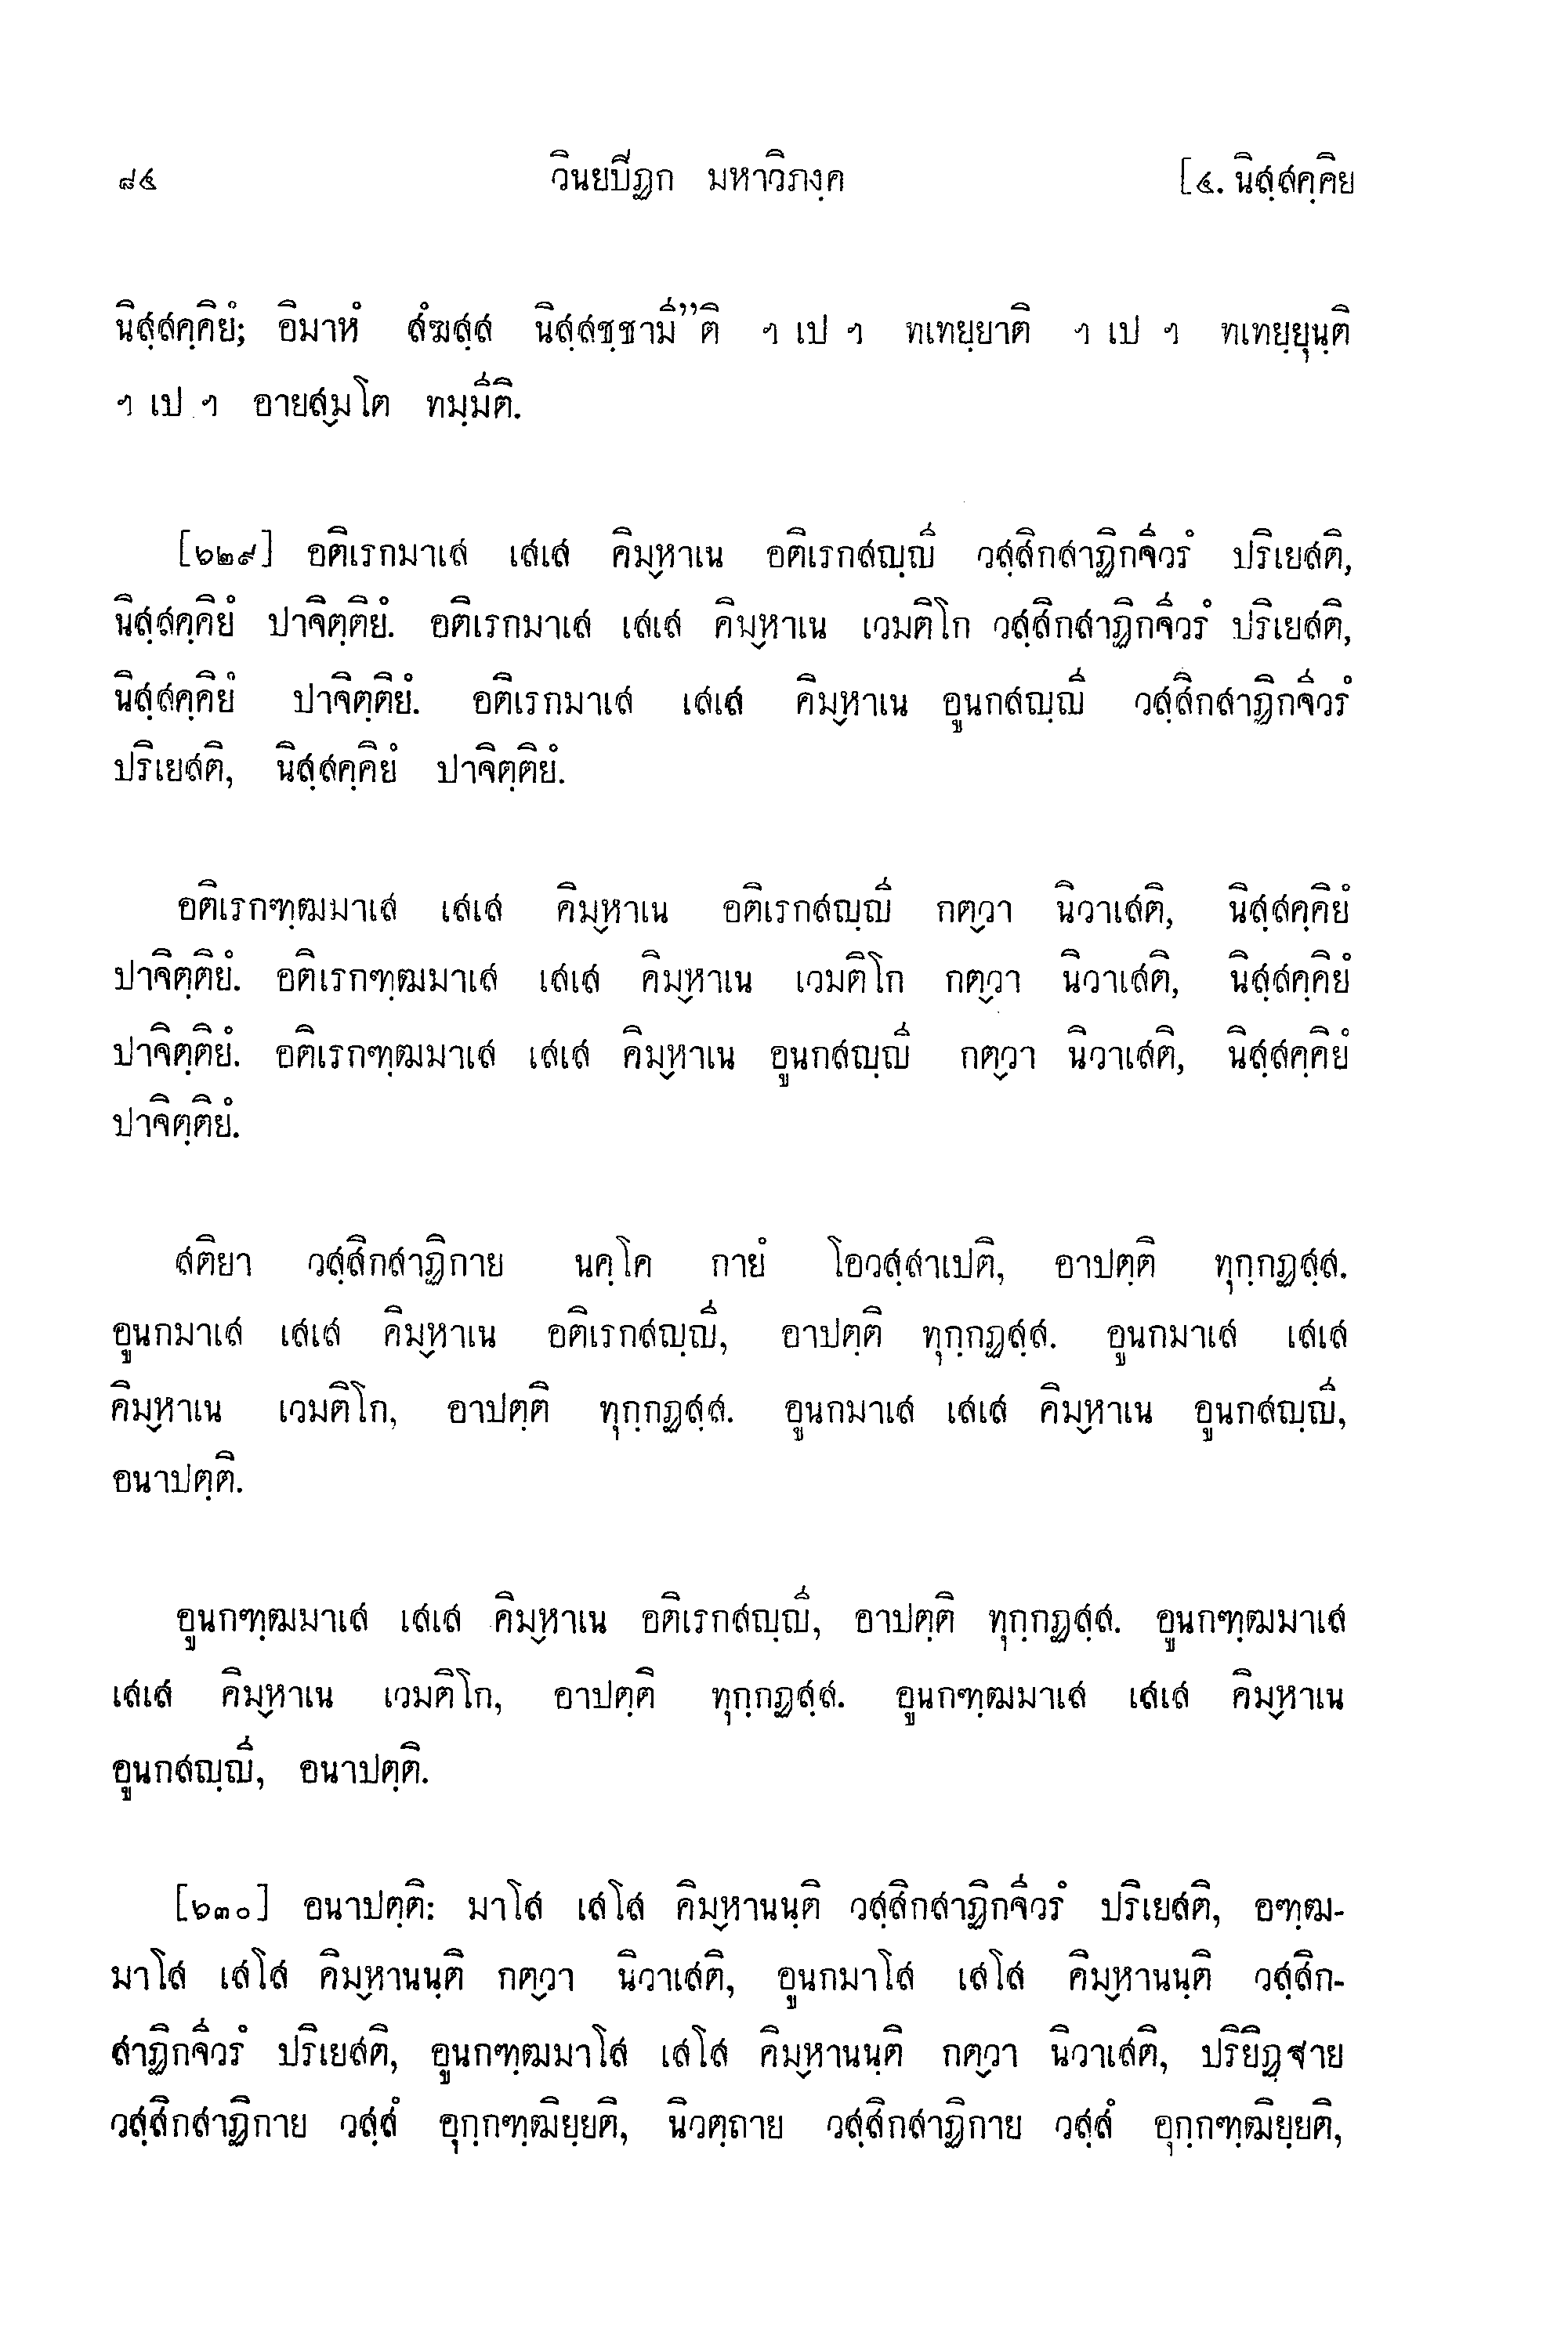 ๘๔ วินยปิฏก มหาวิภงฺค [๔. นิสฺสคฺคิย
นิสฺสคฺคิยํ; อิมาหํ สํฆสฺส นิสฺสชฺชามี”ติ ฯ เป ฯ ทเทยฺยาติ ฯ เป ฯ ทเทยฺยุนฺติ
ฯ เป ฯ อายสฺมโต ทมฺมีติ.
[๖๒๙] อติเรกมาเส เสเส คิมฺหาเน อติเรกสญฺญี วสฺสิกสาฏิกจีวรํ ปริเยสติ,
นิสฺสคฺคิยํ ปาจิตฺติยํ. อติเรกมาเส เสเส คิมฺหาเน เวมติโก วสฺสิกสาฏิกจีวรํ ปริเยสติ,
นิสฺสคฺคิยํ ปาจิตฺติยํ. อติเรกมาเส เสเส คิมฺหาเน อูนกสญฺญี วสฺสิกสาฏิกจีวรํ
ปริเยสติ, นิสฺสคฺคิยํ ปาจิตฺติยํ.
อติเรกฑฺฒมาเส เสเส คิมฺหาเน อติเรกสญฺญี กตฺวา นิวาเสติ, นิสฺสคฺคิยํ
ปาจิตฺติยํ. อติเรกฑฺฒมาเส เสเส คิมฺหาเน เวมติโก กตฺวา นิวาเสติ, นิสฺสคฺคิยํ
ปาจิตฺติยํ. อติเรกฑฺฒมาเส เสเส คิมฺหาเน อูนกสญฺญี กตฺวา นิวาเสติ, นิสฺสคฺคิยํ
ปาจิตฺติยํ.
สติยา วสฺสิกสาฏิกาย นคฺโค กายํ โอวสฺสาเปติ, อาปตฺติ ทุกฺกฏสฺส.
อูนกมาเส เสเส คิมฺหาเน อติเรกสญฺญี, อาปตฺติ ทุกฺกฏสฺส. อูนกมาเส เสเส
คิมฺหาเน เวมติโก, อาปตฺติ ทุกฺกฏสฺส. อูนกมาเส เสเส คิมฺหาเน อูนกสญฺญี,
อนาปตฺติ.
อูนกฑฺฒมาเส เสเส คิมฺหาเน อติเรกสญฺญี, อาปตฺติ ทุกฺกฏสฺส. อูนกฑฺฒมาเส
เสเส คิมฺหาเน เวมติโก, อาปตฺติ ทุกฺกฏสฺส. อูนกฑฺฒมาเส เสเส คิมฺหาเน
อูนกสญฺญี, อนาปตฺติ.
[๖๓๐] อนาปตฺติ: มาโส เสโส คิมฺหานนฺติ วสฺสิกสาฏิกจีวรํ ปริเยสติ, อฑฺฒ-
มาโส เสโส คิมฺหานนฺติ กตฺวา นิวาเสติ, อูนกมาโส เสโส คิมฺหานนฺติ วสฺสิก-
สาฏิกจีวรํ ปริเยสติ, อูนกฑฺฒมาโส เสโส คิมฺหานนฺติ กตฺวา นิวาเสติ, ปริยิฏฺฐาย
วสฺสิกสาฏิกาย วสฺสํ อุกฺกฑฺฒิยฺยติ, นิวตฺถาย วสฺสิกสาฏิกาย วสฺสํ อุกฺกฑฺฒิยฺยติ,